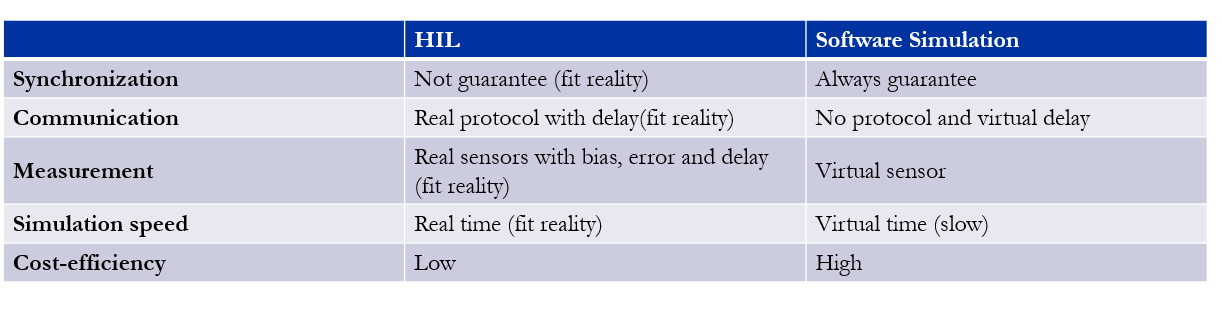 HIL Software Simulation
Synchronization Not guarantee (fit reality) Always guarantee
Communication Real protocol with delay(fit reality) No protocol and virtual delay
Measurement Real sensors with bias, error and delay
(fit reality) Virtual sensor
Simulation speed Real time (fit reality) Virtual time (slow)
Cost-efficiency Low High